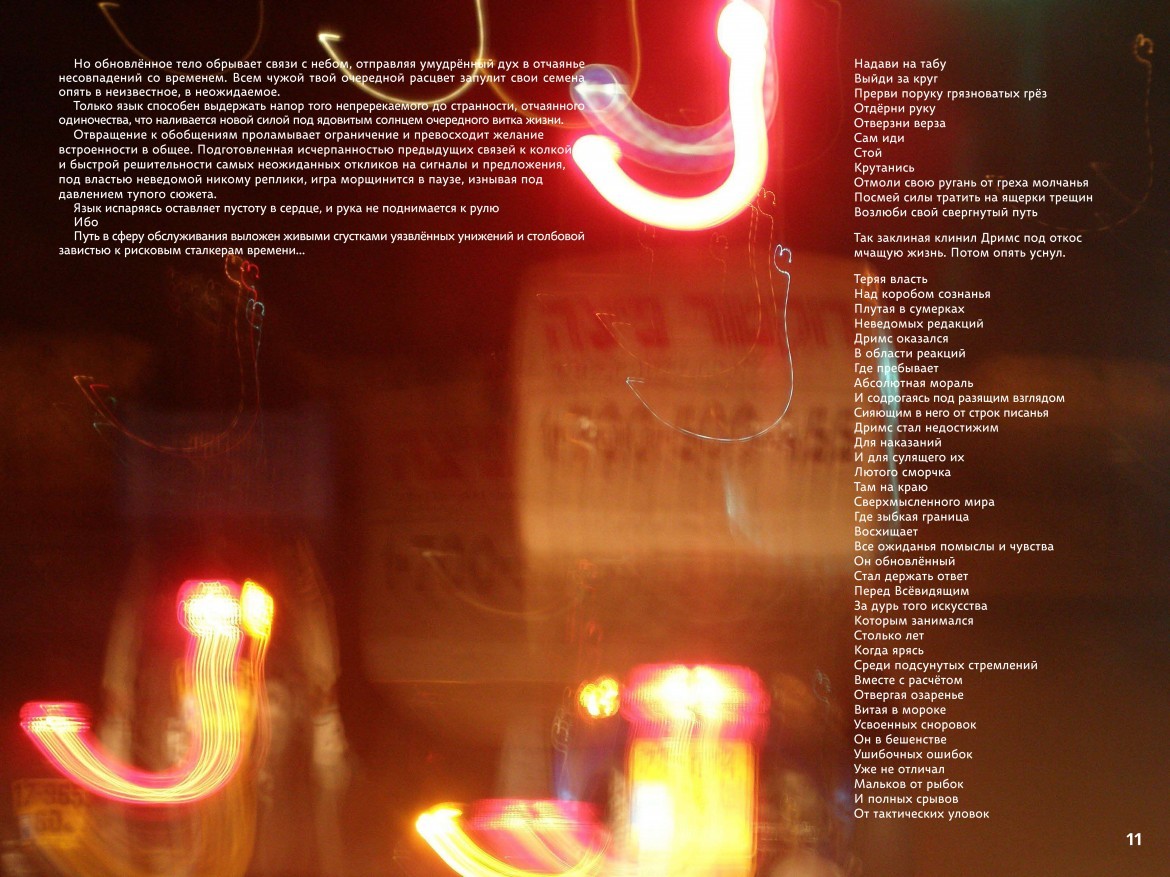 Но обновлённое тело обрывает связи с небом, отправляя умудрённый дух в отчаянье
несовпадений со временем. Всем чужой твой очередной расцвет запулит свои семена
опять в неизвестное, в неожидаемое.
Только язык способен выдержать напор того непререкаемого до странности, отчаянного
одиночества, что наливается новой силой под ядовитым солнцем очередного витка жизни.
Отвращение к обобщениям проламывает ограничение и превосходит желание
встроенности в общее. Подготовленная исчерпанностью предыдущих связей к колкой
и быстрой решительности самых неожиданных откликов на сигналы и предложения,
под властью неведомой никому реплики, игра морщинится в паузе, изнывая под
давлением тупого сюжета.
Язык испаряясь оставляет пустоту в сердце, и рука не поднимается к рулю
Ибо
Путь в сферу обслуживания выложен живыми сгустками уязвлённых унижений и столбовой
завистью к рисковым сталкерам времени...
Надави на табу
Выйди за круг
Прерви поруку грязноватых грёз
Отдёрни руку
Отверзни верза
Сам иди
Стой
Крутанись
Отмоли свою ругань от греха молчанья
Посмей силы тратить на ящерки трещин
Возлюби свой свергнутый путь
Так заклиная клинил Дримс под откос
мчащую жизнь. Потом опять уснул.
Теряя власть
Над коробом сознанья
Плутая в сумерках
Неведомых редакций
Дримс оказался
В области реакций
Где пребывает
Абсолютная мораль
И содрогаясь под разящим взглядом
Сияющим в него от строк писанья
Дримс стал недостижим
Для наказаний
И для сулящего их
Лютого сморчка
Там на краю
Сверхмысленного мира
Где зыбкая граница
Восхищает
Все ожиданья помыслы и чувства
Он обновлённый
Стал держать ответ
Перед Всёвидящим
За дурь того искусства
Которым занимался
Столько лет
Когда ярясь
Среди подсунутых стремлений
Вместе с расчётом
Отвергая озаренье
Витая в мороке
Усвоенных сноровок
Он в бешенстве
Ушибочных ошибок
Уже не отличал
Мальков от рыбок
И полных срывов
От тактических уловок
11